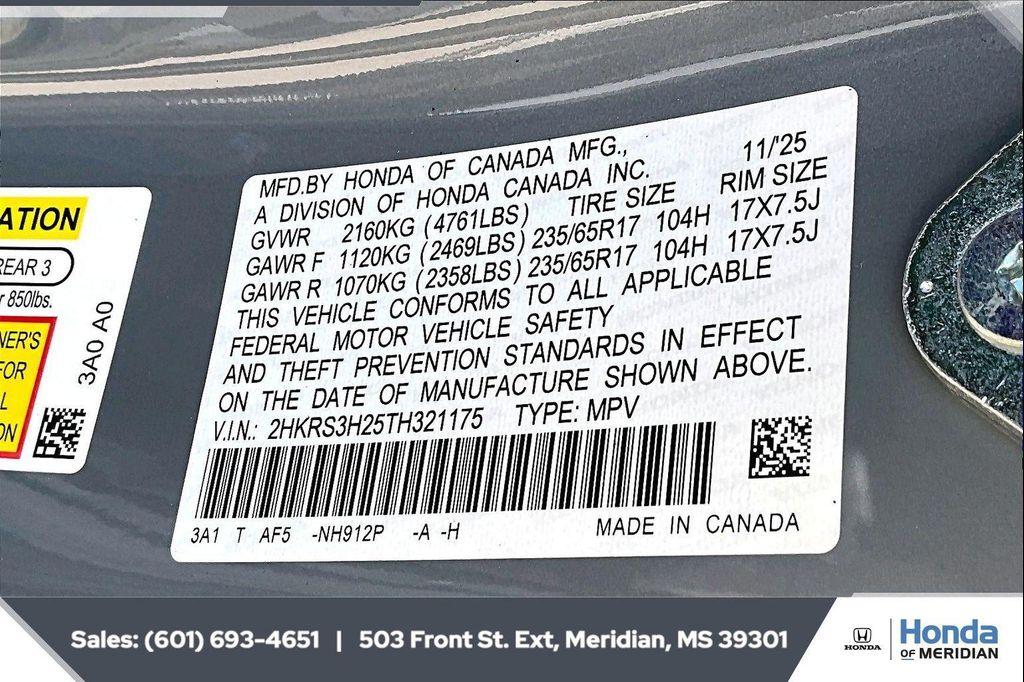 ATION
REAR 3
850lbs.
NER'S
FOR
ON
3A0 A0
MFD.BY HONDA OF CANADA MFG., 11/'25
A DIVISION OF HONDA CANADA INC.
GVWR 2160KG (4761LBS) TIRE SIZE RIM SIZE
GAWR F 1120KG (2469LBS) 235/65R17 104H 17X7.5J
GAWR R 1070KG (2358LBS) 235/65R17 104H 17X7.5J
THIS VEHICLE CONFORMS TO ALL APPLICABLE
FEDERAL MOTOR VEHICLE SAFETY
AND THEFT PREVENTION STANDARDS IN EFFECT
ON THE DATE OF MANUFACTURE SHOWN ABOVE.
V.I.N.: 2HKRS3H25TH321175 TYPE: MPV
3A1 T AF5 -NH912P -A -H MADE IN CANADA
Sales: (601) 693-4651 | 503 Front St. Ext, Meridian, MS 39301
HONDA
Honda
OF MERIDIAN